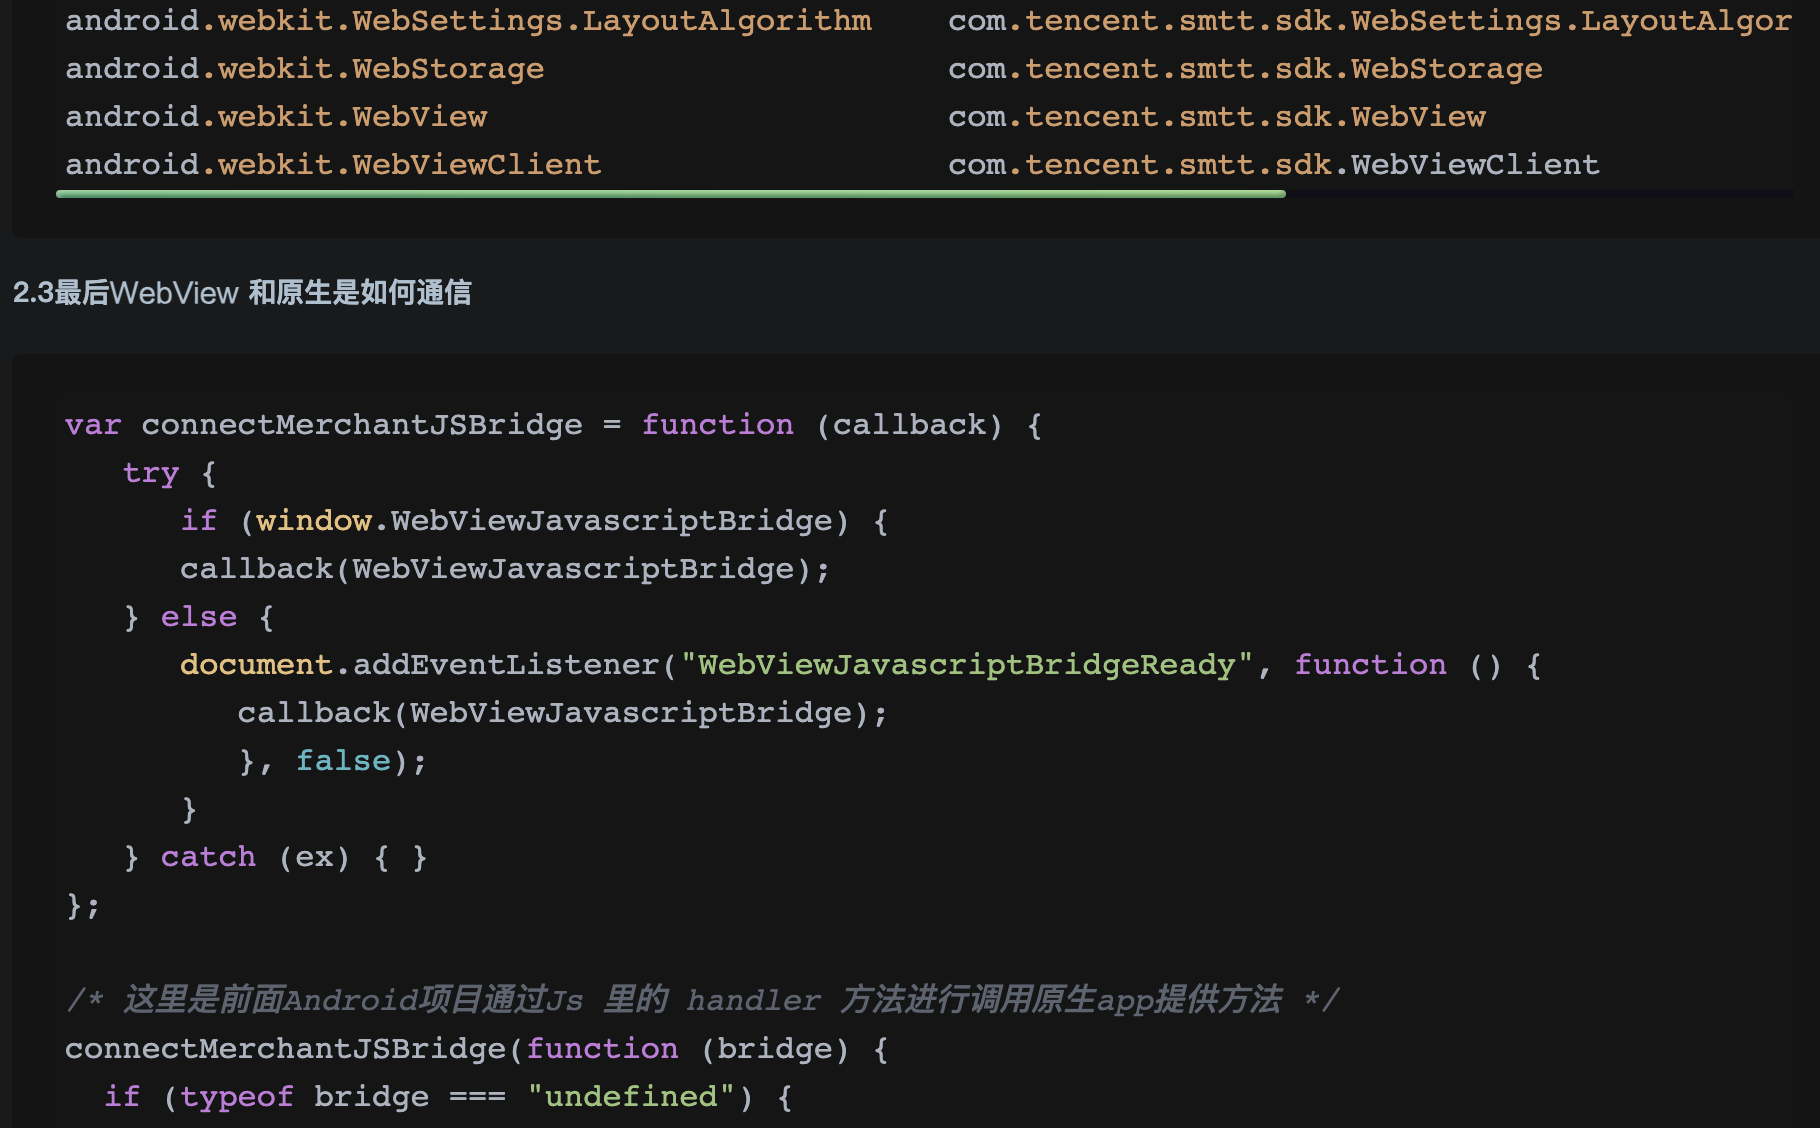 android.webkit.WebSettings.LayoutAlgorithm    com.tencent.smtt.sdk.WebSettings.LayoutAlgor
android.webkit.WebStorage                     com.tencent.smtt.sdk.WebStorage
android.webkit.WebView                        com.tencent.smtt.sdk.WebView
android.webkit.WebViewClient                  com.tencent.smtt.sdk.WebViewClient
2.3最后WebView 和原生是如何通信
var connectMerchantJSBridge = function (callback) {
   try {
      if (window.WebViewJavascriptBridge) {
      callback(WebViewJavascriptBridge);
   } else {
      document.addEventListener("WebViewJavascriptBridgeReady", function () {
         callback(WebViewJavascriptBridge);
         }, false);
      }
   } catch (ex) { }
};
/* 这里是前面Android项目通过Js 里的 handler 方法进行调用原生app提供方法 */
connectMerchantJSBridge(function (bridge) {
  if (typeof bridge === "undefined") {